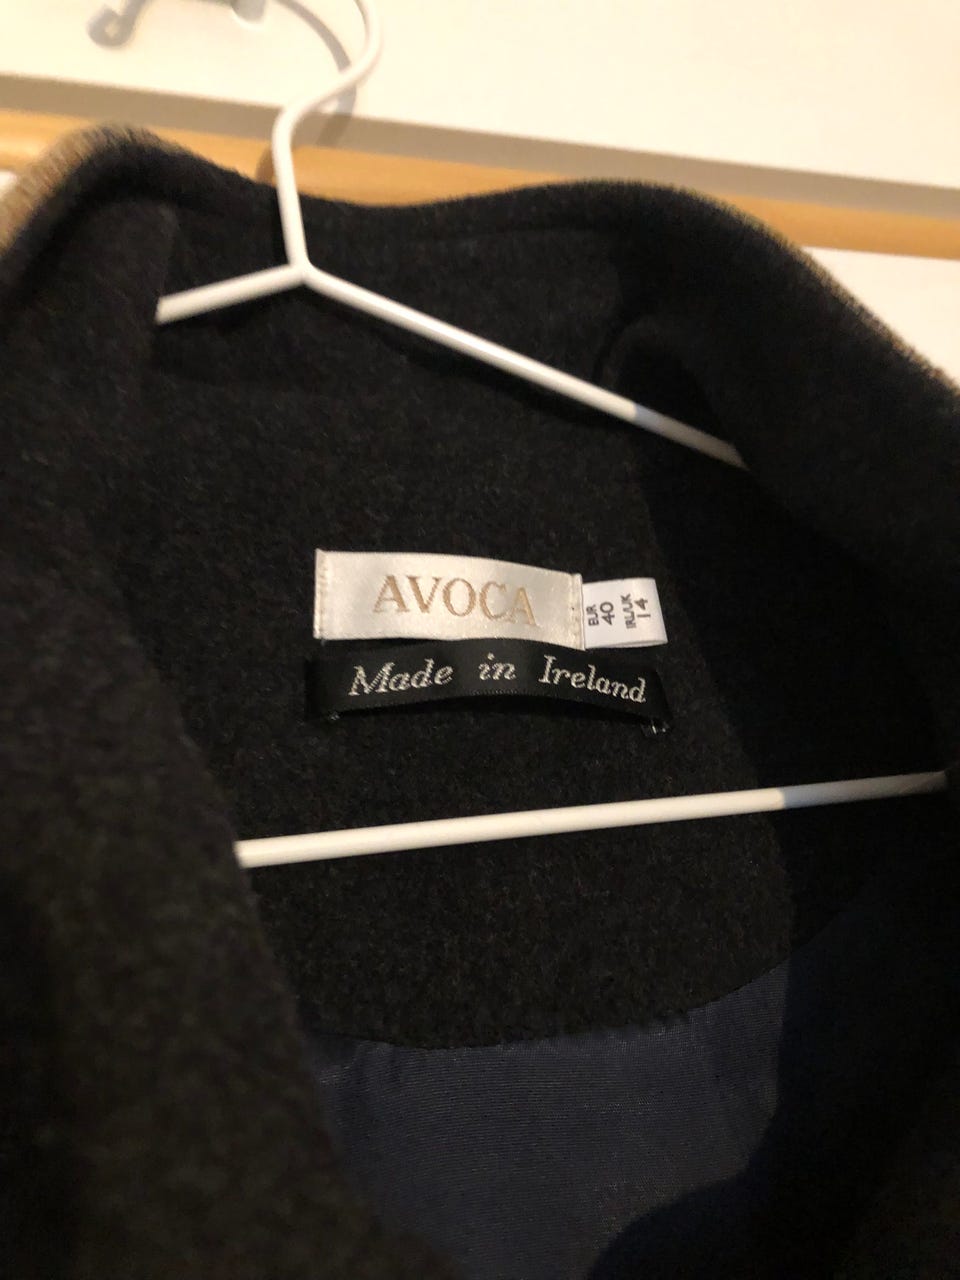 AVOCA
EUR
40
IRL/UK
14
Made in Ireland